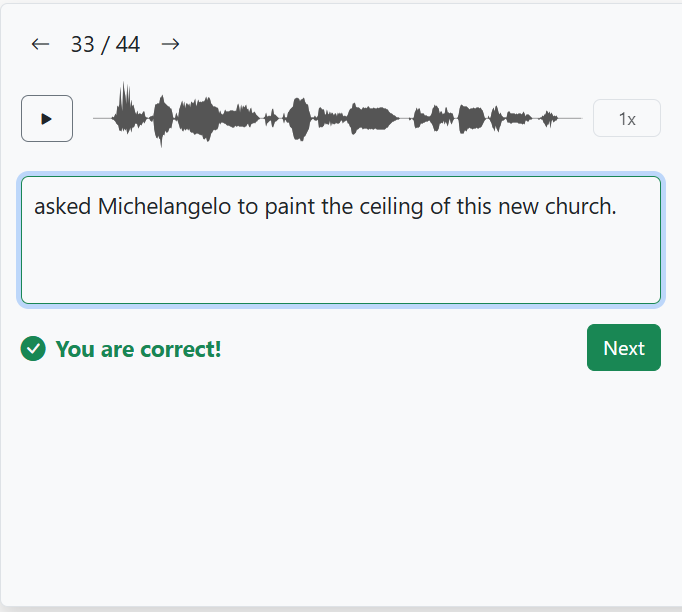 33 / 44
1x
asked Michelangelo to paint the ceiling of this new church.
You are correct!
Next